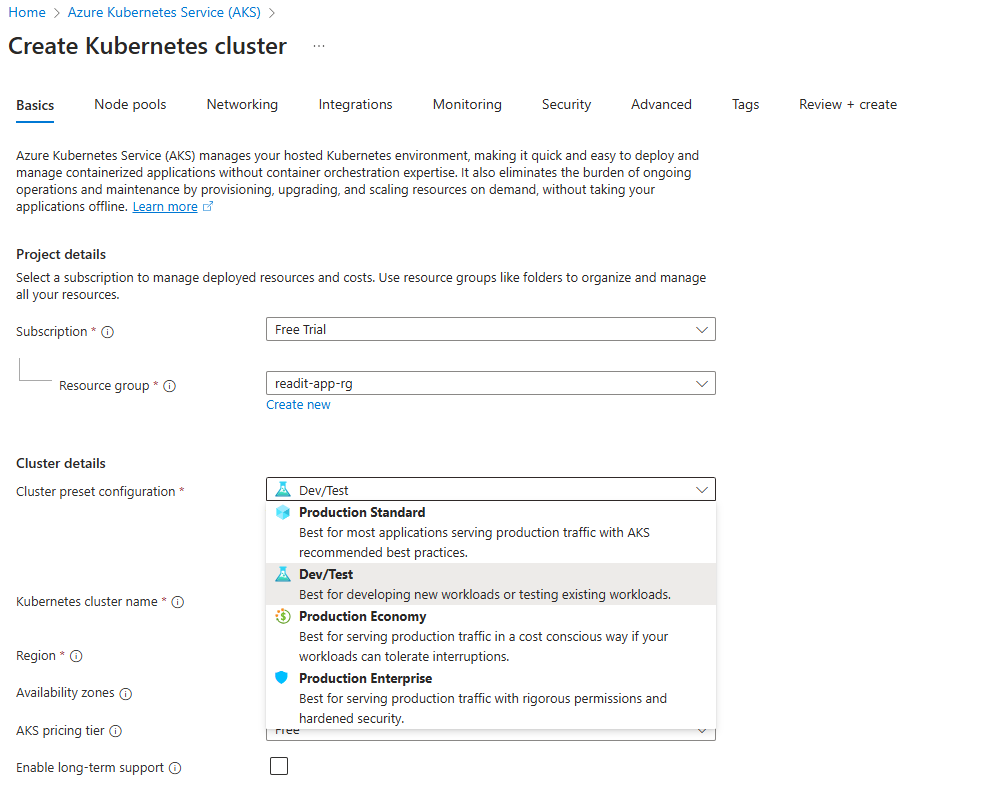 Home > Azure Kubernetes Service (AKS) >
Create Kubernetes cluster ...
Basics Node pools Networking Integrations Monitoring Security Advanced Tags Review + create
Azure Kubernetes Service (AKS) manages your hosted Kubernetes environment, making it quick and easy to deploy and
manage containerized applications without container orchestration expertise. It also eliminates the burden of ongoing
operations and maintenance by provisioning, upgrading, and scaling resources on demand, without taking your
applications offline. Learn more
Project details
Select a subscription to manage deployed resources and costs. Use resource groups like folders to organize and manage
all your resources.
Subscription * Free Trial
Resource group * readit-app-rg
Create new
Cluster details
Cluster preset configuration * Dev/Test
Production Standard
Best for most applications serving production traffic with AKS
recommended best practices.
Dev/Test
Best for developing new workloads or testing existing workloads.
Kubernetes cluster name *
Production Economy
Best for serving production traffic in a cost conscious way if your
workloads can tolerate interruptions.
Region *
Production Enterprise
Best for serving production traffic with rigorous permissions and
hardened security.
Availability zones
AKS pricing tier Free
Enable long-term support